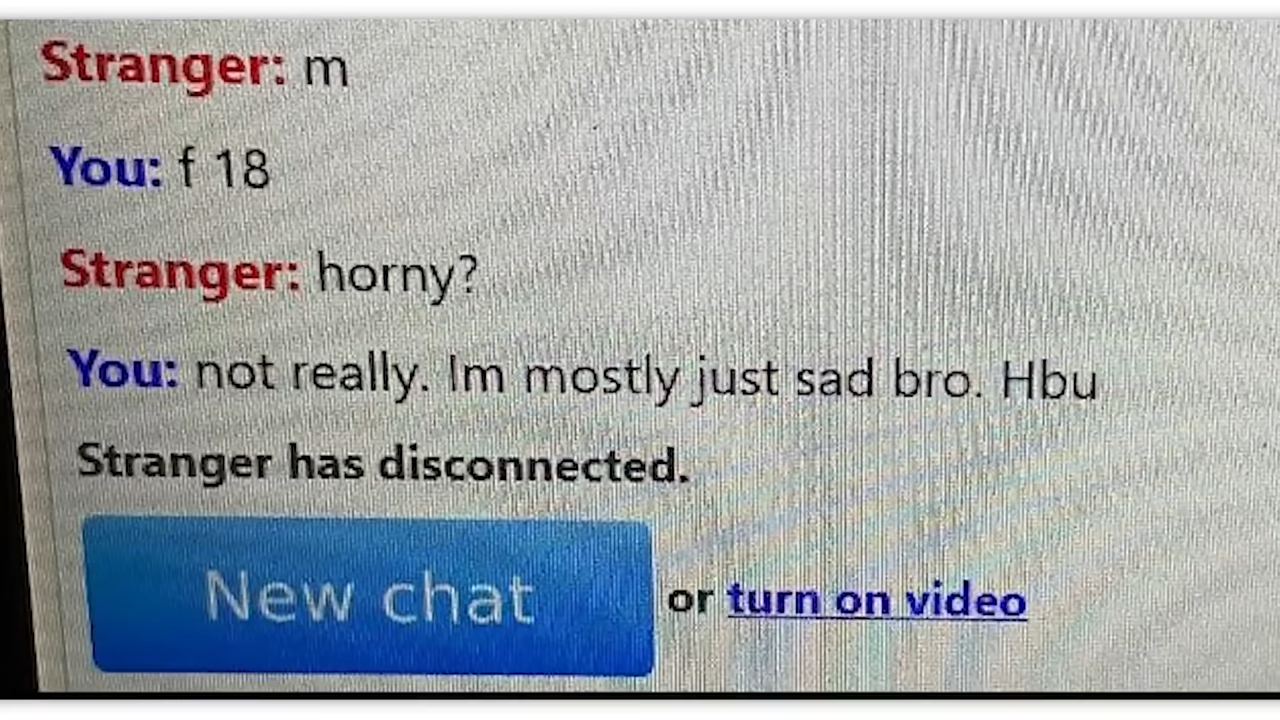 Stranger: m
You: f 18
Stranger: horny?
You: not really. Im mostly just sad bro. Hbu
Stranger has disconnected.
New chat or turn on video